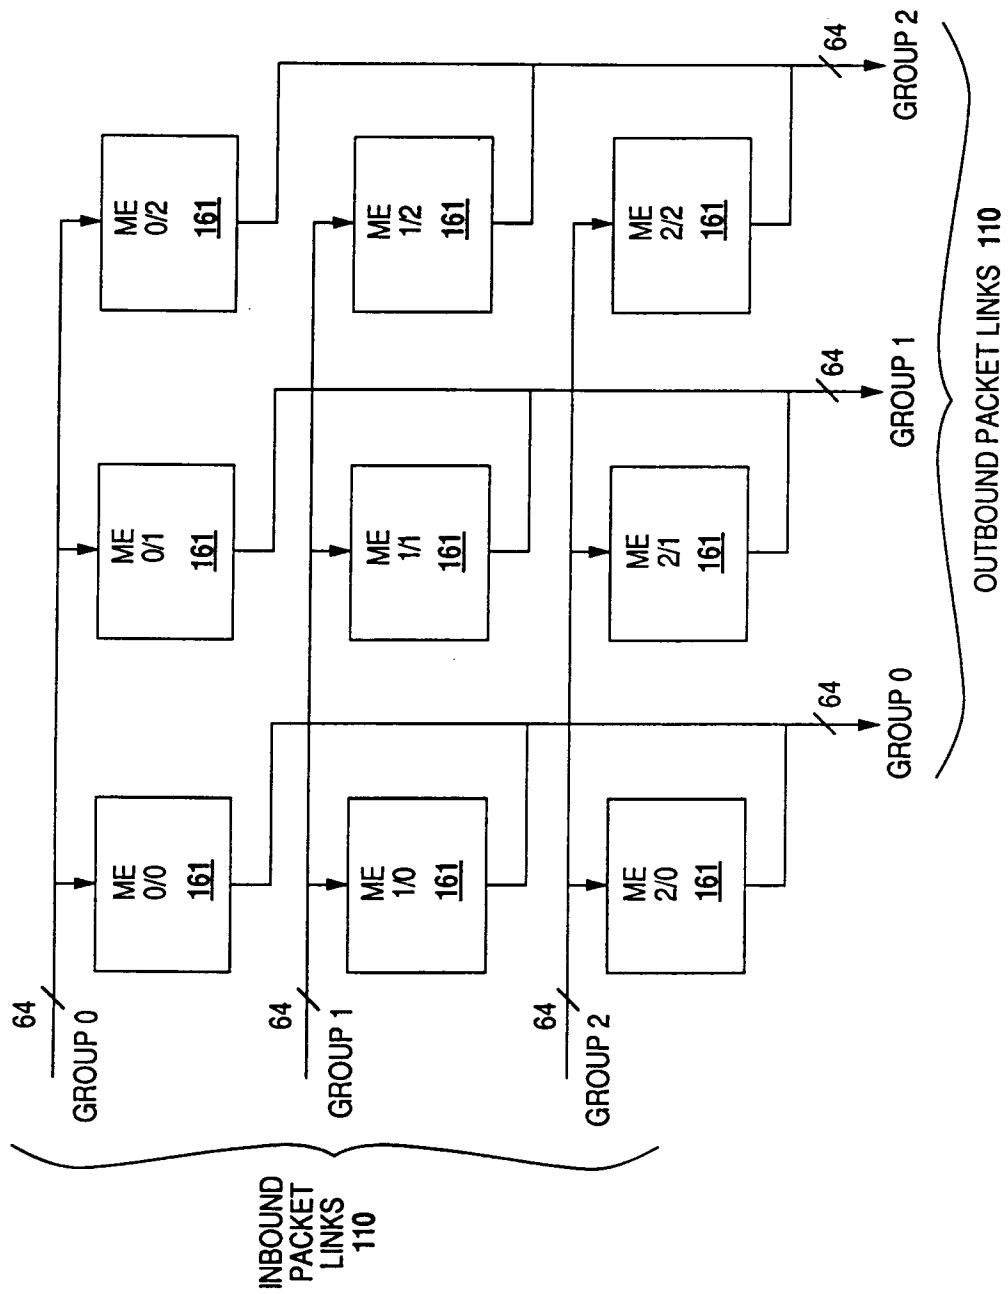 INBOUND
PACKET
LINKS
110
64
GROUP 0
ME
0/0
161
ME
0/1
161
ME
0/2
161
64
GROUP 1
ME
1/0
161
ME
1/1
161
ME
1/2
161
64
GROUP 2
ME
2/0
161
ME
2/1
161
ME
2/2
161
64
GROUP 0
64
GROUP 1
64
GROUP 2
OUTBOUND PACKET LINKS 110